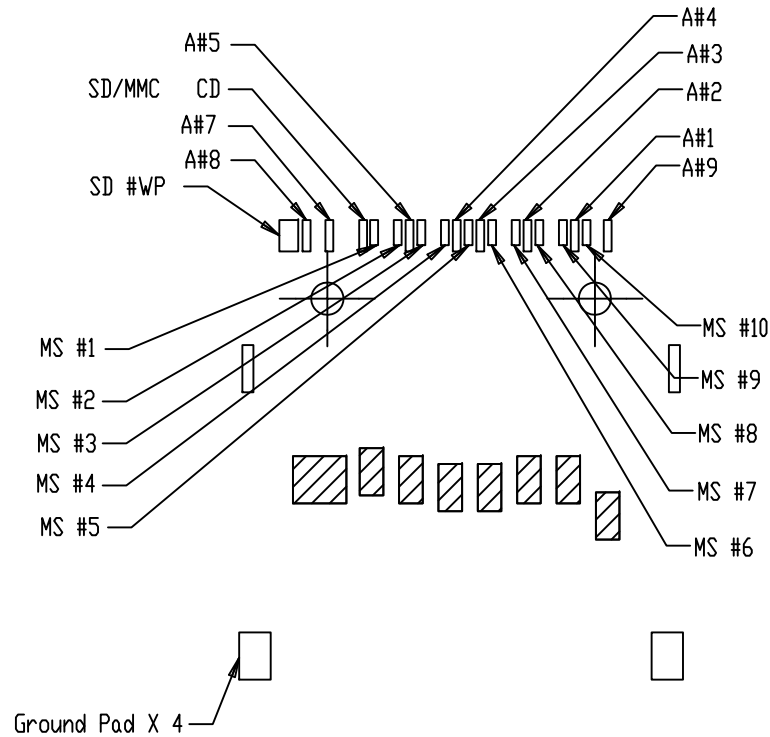 A#4
A#5
A#3
SD/MMC CD
A#2
A#7
A#1
A#8
A#9
SD #WP
MS #10
MS #1
MS #9
MS #2
MS #8
MS #3
MS #4
MS #7
MS #5
MS #6
Ground Pad X 4